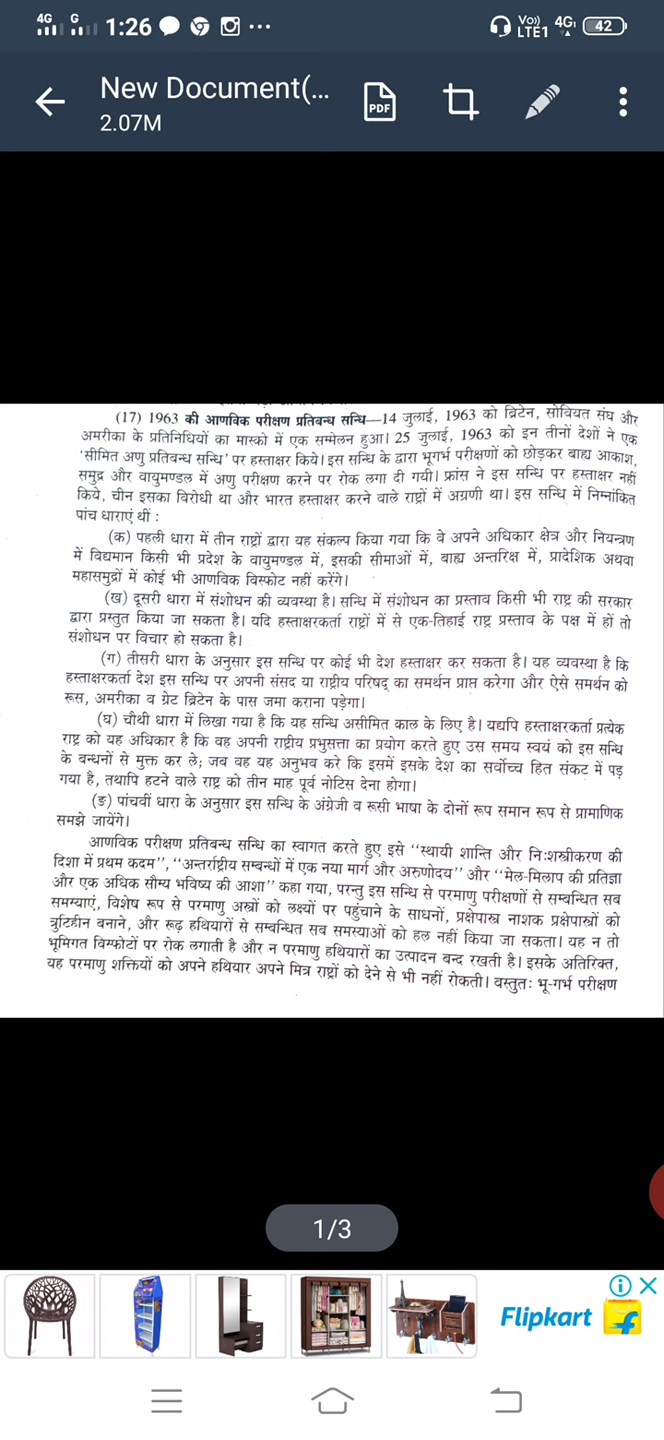 4G G 1:26 Vo)) LTE1 4G 42
New Document(...
2.07M
PDF
(17) 1963 की आणविक परीक्षण प्रतिबन्ध सन्धि—14 जुलाई, 1963 को ब्रिटेन, सोवियत संघ और
अमरीका के प्रतिनिधियों का मास्को में एक सम्मेलन हुआ। 25 जुलाई, 1963 को इन तीनों देशों ने एक
'सीमित अणु प्रतिबन्ध सन्धि' पर हस्ताक्षर किये। इस सन्धि के द्वारा भूगर्भ परीक्षणों को छोड़कर बाह्य आकाश,
समुद्र और वायुमण्डल में अणु परीक्षण करने पर रोक लगा दी गयी। फ्रांस ने इस सन्धि पर हस्ताक्षर नहीं
किये, चीन इसका विरोधी था और भारत हस्ताक्षर करने वाले राष्ट्रों में अग्रणी था। इस सन्धि में निम्नांकित
पांच धाराएं थीं :
(क) पहली धारा में तीन राष्ट्रों द्वारा यह संकल्प किया गया कि वे अपने अधिकार क्षेत्र और नियन्त्रण
में विद्यमान किसी भी प्रदेश के वायुमण्डल में, इसकी सीमाओं में, बाह्य अन्तरिक्ष में, प्रादेशिक अथवा
महासमुद्रों में कोई भी आणविक विस्फोट नहीं करेंगे।
(ख) दूसरी धारा में संशोधन की व्यवस्था है। सन्धि में संशोधन का प्रस्ताव किसी भी राष्ट्र की सरकार
द्वारा प्रस्तुत किया जा सकता है। यदि हस्ताक्षरकर्ता राष्ट्रों में से एक-तिहाई राष्ट्र प्रस्ताव के पक्ष में हों तो
संशोधन पर विचार हो सकता है।
(ग) तीसरी धारा के अनुसार इस सन्धि पर कोई भी देश हस्ताक्षर कर सकता है। यह व्यवस्था है कि
हस्ताक्षरकर्ता देश इस सन्धि पर अपनी संसद या राष्ट्रीय परिषद् का समर्थन प्राप्त करेगा और ऐसे समर्थन को
रूस, अमरीका व ग्रेट ब्रिटेन के पास जमा कराना पड़ेगा।
(घ) चौथी धारा में लिखा गया है कि यह सन्धि असीमित काल के लिए है। यद्यपि हस्ताक्षरकर्ता प्रत्येक
राष्ट्र को यह अधिकार है कि वह अपनी राष्ट्रीय प्रभुसत्ता का प्रयोग करते हुए उस समय स्वयं को इस सन्धि
के बन्धनों से मुक्त कर ले; जब वह यह अनुभव करे कि इसमें इसके देश का सर्वोच्च हित संकट में पड़
गया है, तथापि हटने वाले राष्ट्र को तीन माह पूर्व नोटिस देना होगा।
(ङ) पांचवीं धारा के अनुसार इस सन्धि के अंग्रेजी व रूसी भाषा के दोनों रूप समान रूप से प्रामाणिक
समझे जायेंगे।
आणविक परीक्षण प्रतिबन्ध सन्धि का स्वागत करते हुए इसे "स्थायी शान्ति और निःशस्त्रीकरण की
दिशा में प्रथम कदम", "अन्तर्राष्ट्रीय सम्बन्धों में एक नया मार्ग और अरुणोदय" और "मेल-मिलाप की प्रतिज्ञा
और एक अधिक सौम्य भविष्य की आशा" कहा गया, परन्तु इस सन्धि से परमाणु परीक्षणों से सम्बन्धित सब
समस्याएं, विशेष रूप से परमाणु अस्त्रों को लक्ष्यों पर पहुंचाने के साधनों, प्रक्षेपास्त्र नाशक प्रक्षेपास्त्रों को
त्रुटिहीन बनाने, और रूढ़ हथियारों से सम्बन्धित सब समस्याओं को हल नहीं किया जा सकता। यह न तो
भूमिगत विस्फोटों पर रोक लगाती है और न परमाणु हथियारों का उत्पादन बन्द रखती है। इसके अतिरिक्त,
यह परमाणु शक्तियों को अपने हथियार अपने मित्र राष्ट्रों को देने से भी नहीं रोकती। वस्तुतः भू-गर्भ परीक्षण
1/3
Flipkart